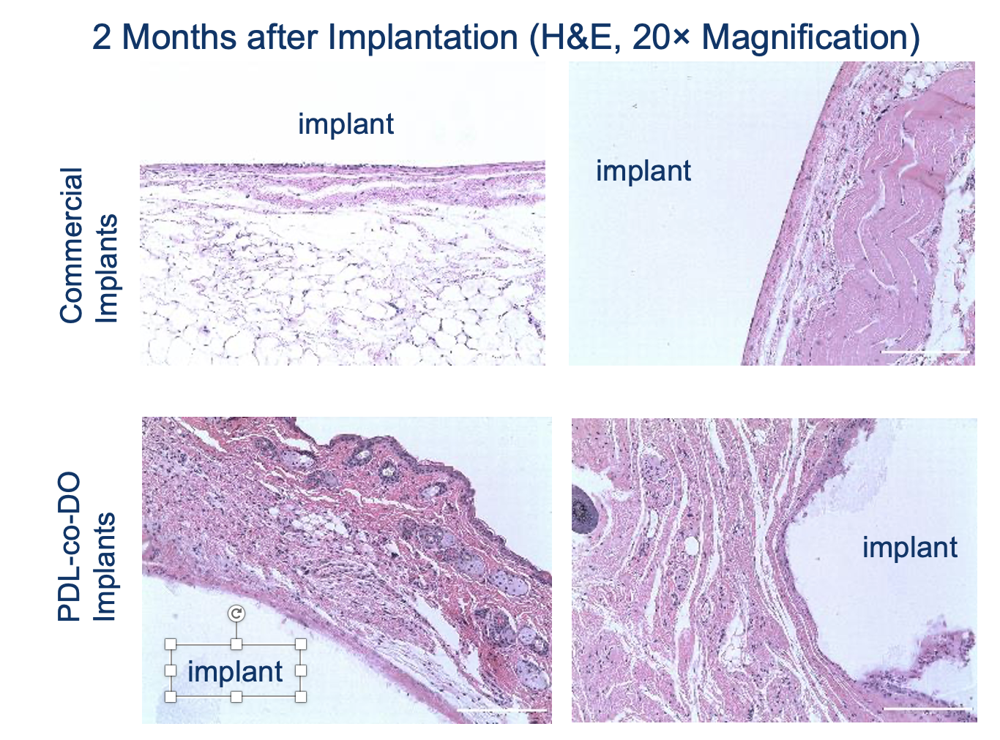 2 Months after Implantation (H&E, 20× Magnification)
implant
implant
Commercial
Implants
PDL-co-DO
Implants
implant
implant